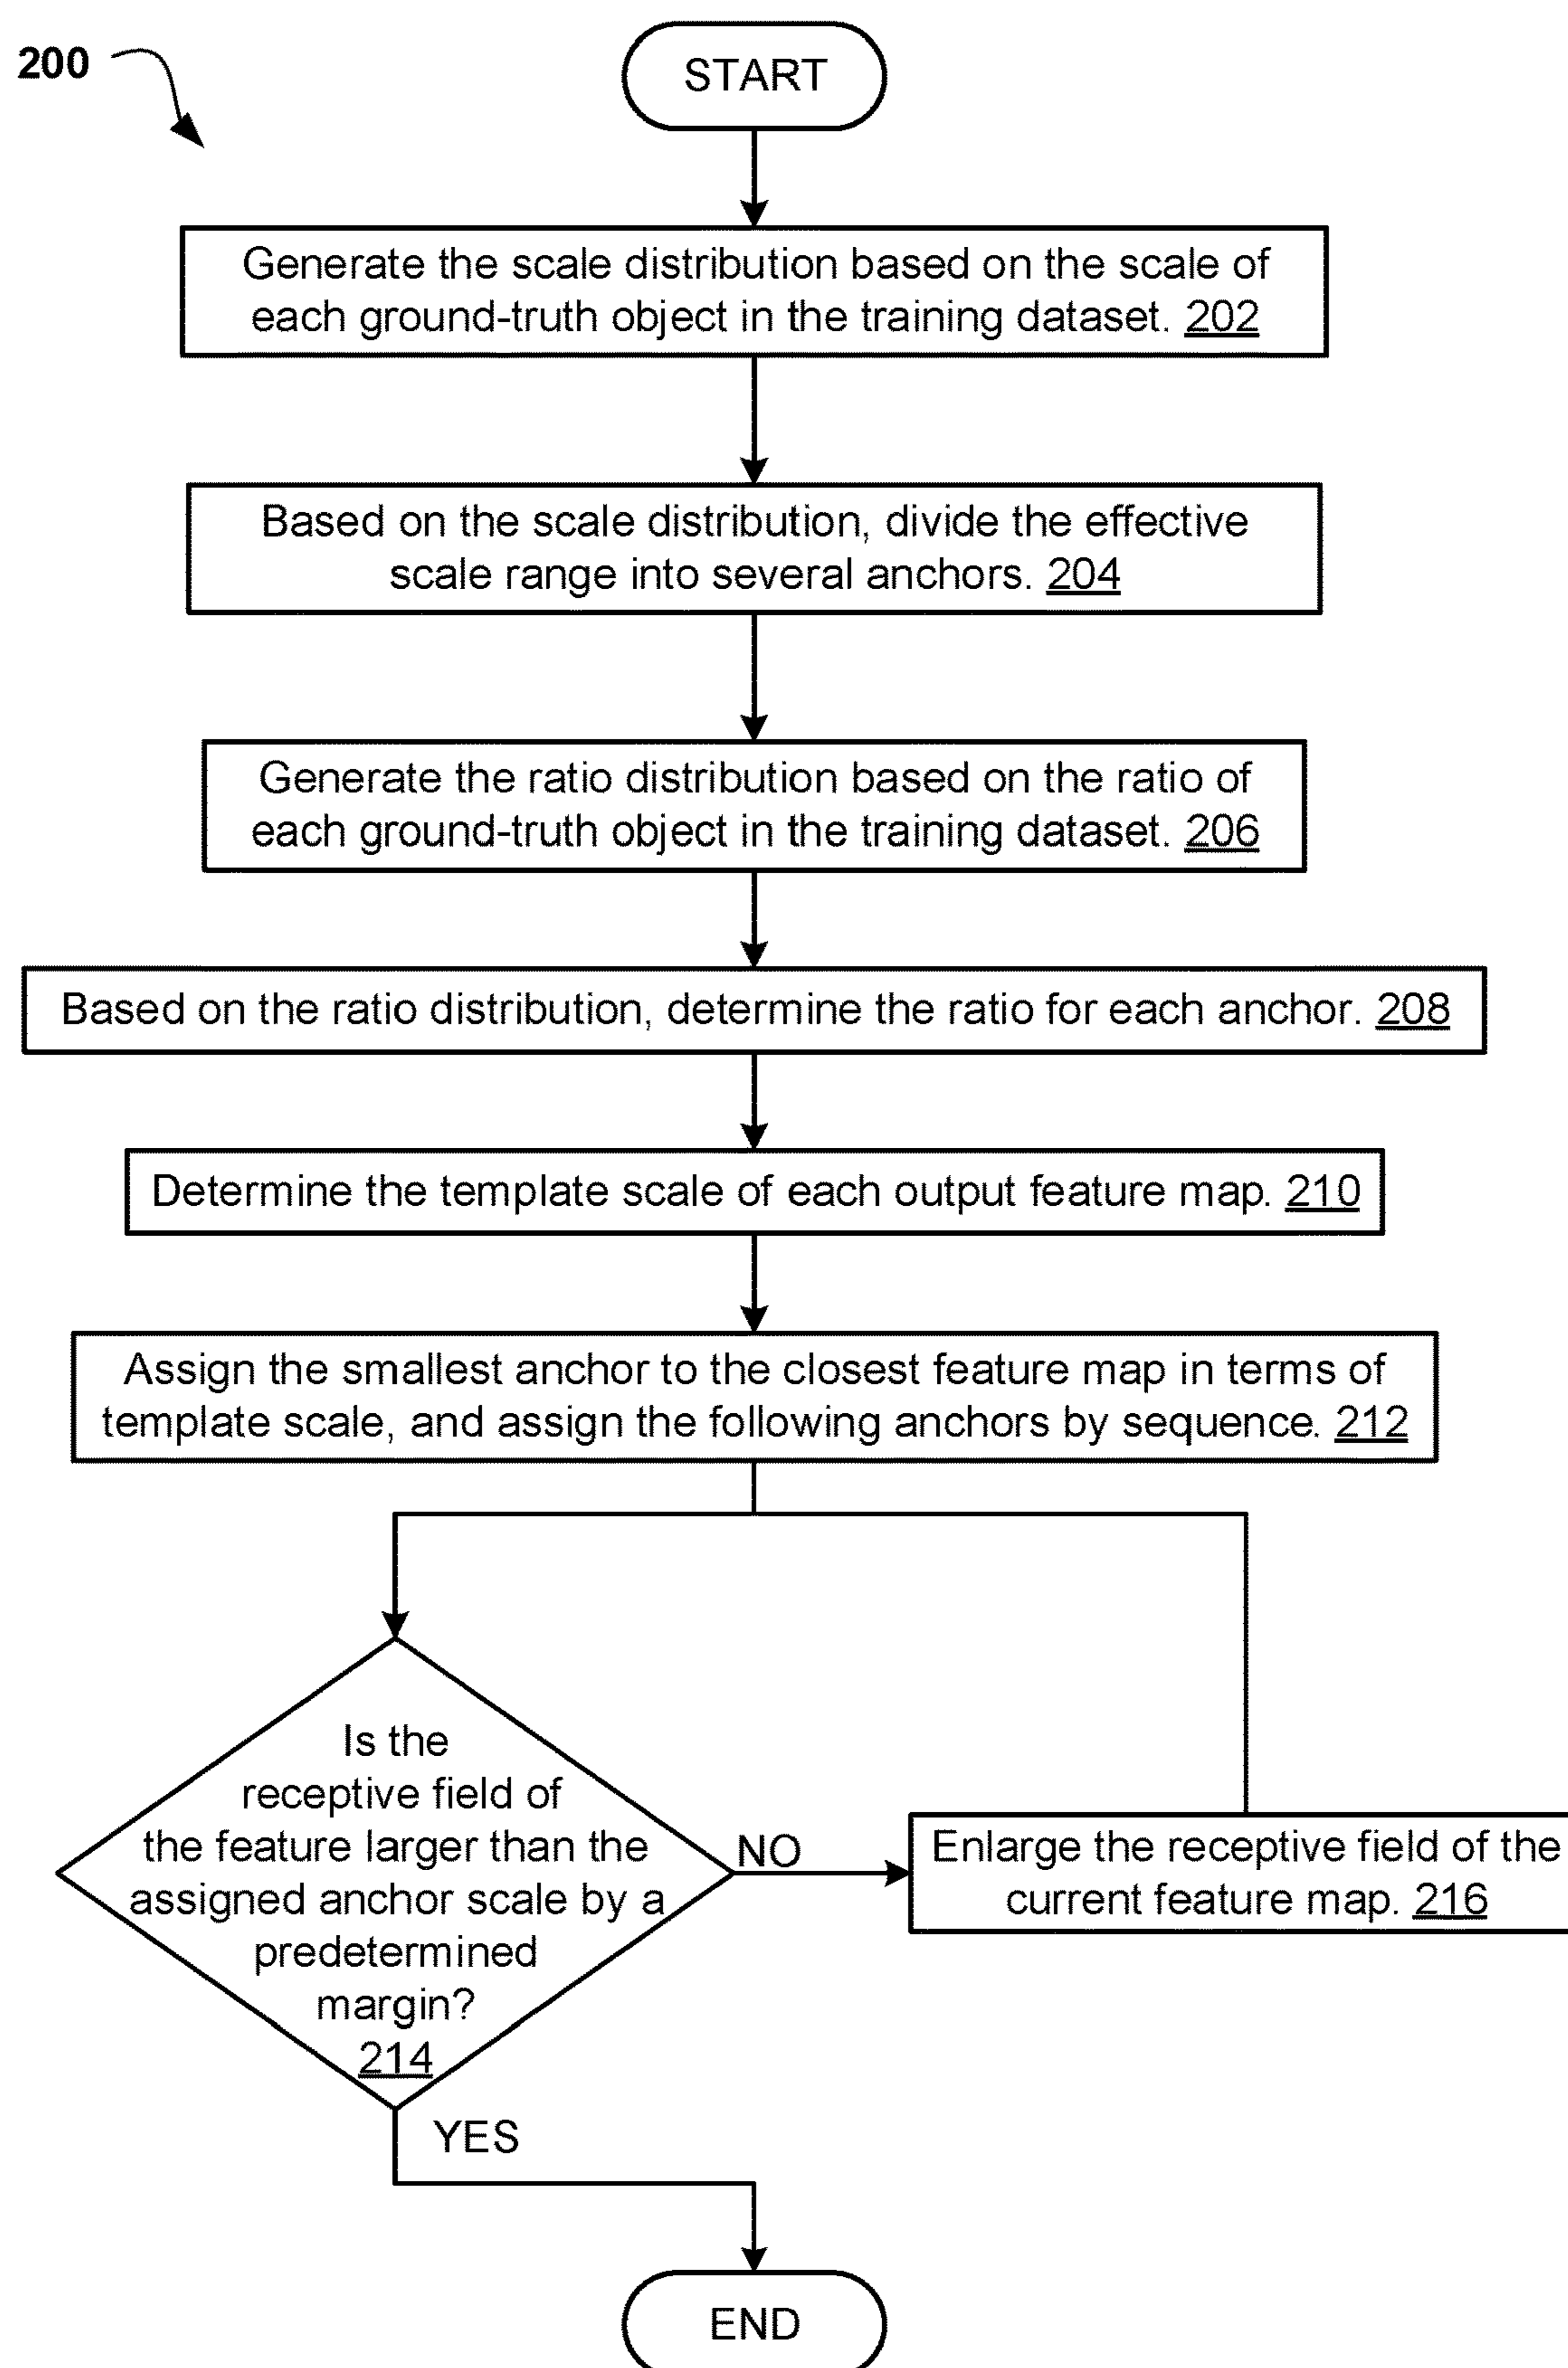 200
START
Generate the scale distribution based on the scale of
each ground-truth object in the training dataset. 202
Based on the scale distribution, divide the effective
scale range into several anchors. 204
Generate the ratio distribution based on the ratio of
each ground-truth object in the training dataset. 206
Based on the ratio distribution, determine the ratio for each anchor. 208
Determine the template scale of each output feature map. 210
Assign the smallest anchor to the closest feature map in terms of
template scale, and assign the following anchors by sequence. 212
Is the
receptive field of
the feature larger than the
assigned anchor scale by a
predetermined
margin?
214
NO
Enlarge the receptive field of the
current feature map. 216
YES
END